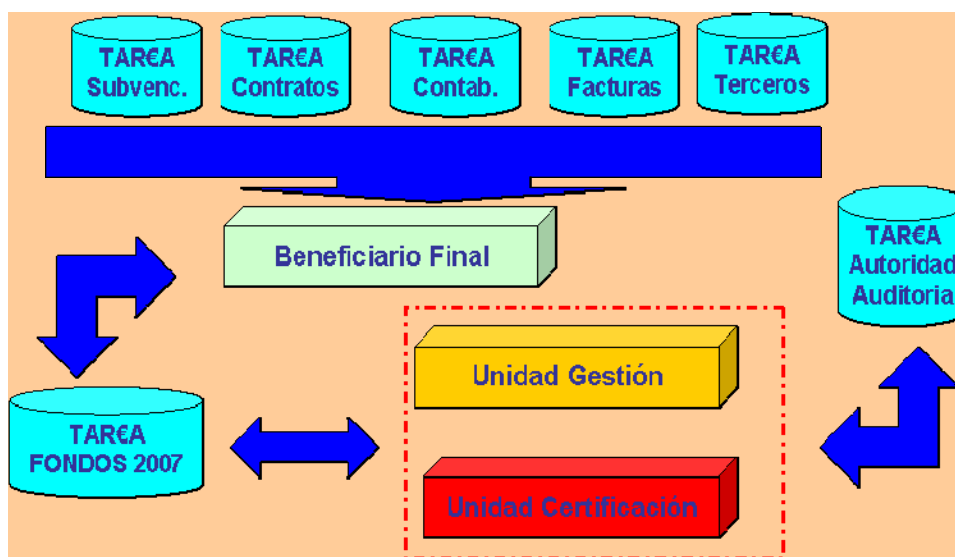 TAR€A
Subvenc.
TAR€A
Contratos
TAR€A
Contab.
TAR€A
Facturas
TAR€A
Terceros
Beneficiario Final
TAR€A
Autoridad
Auditoria
Unidad Gestión
TAR€A
FONDOS 2007
Unidad Certificación